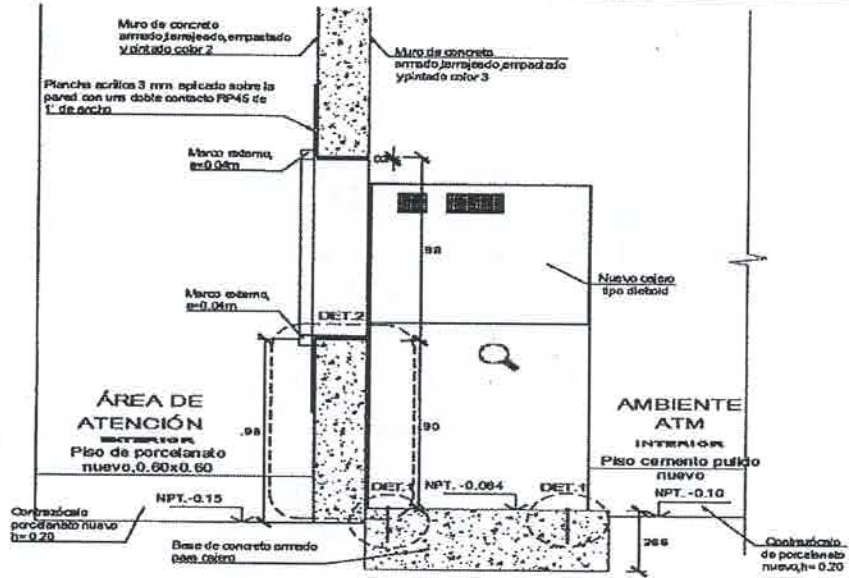 Muro de concreto
armado,tarrajeado,empastado
y pintado color 2
Muro de concreto
armado,tarrajeado,empastado
y pintado color 3
Plancha acrilica 3 mm aplicado sobre la
pared con una doble contacto RP45 de
1" de ancho
Marco externo,
e=0.04m
.98
Nuevo cajero
tipo diebold
Marco externo,
e=0.04m
DET.2
ÁREA DE
ATENCIÓN
EXTERIOR
Piso de porcelanato
nuevo,0.60x0.60
.98
.90
AMBIENTE
ATM
INTERIOR
Piso cemento pulido
nuevo
DET.1
NPT.-0.084
DET.1
NPT.-0.15
NPT.-0.10
Contrazócalo
porcelanato nuevo
h=0.20
Base de concreto armado
para cajero
.266
Contrazócalo
de porcelanato
nuevo,h=0.20